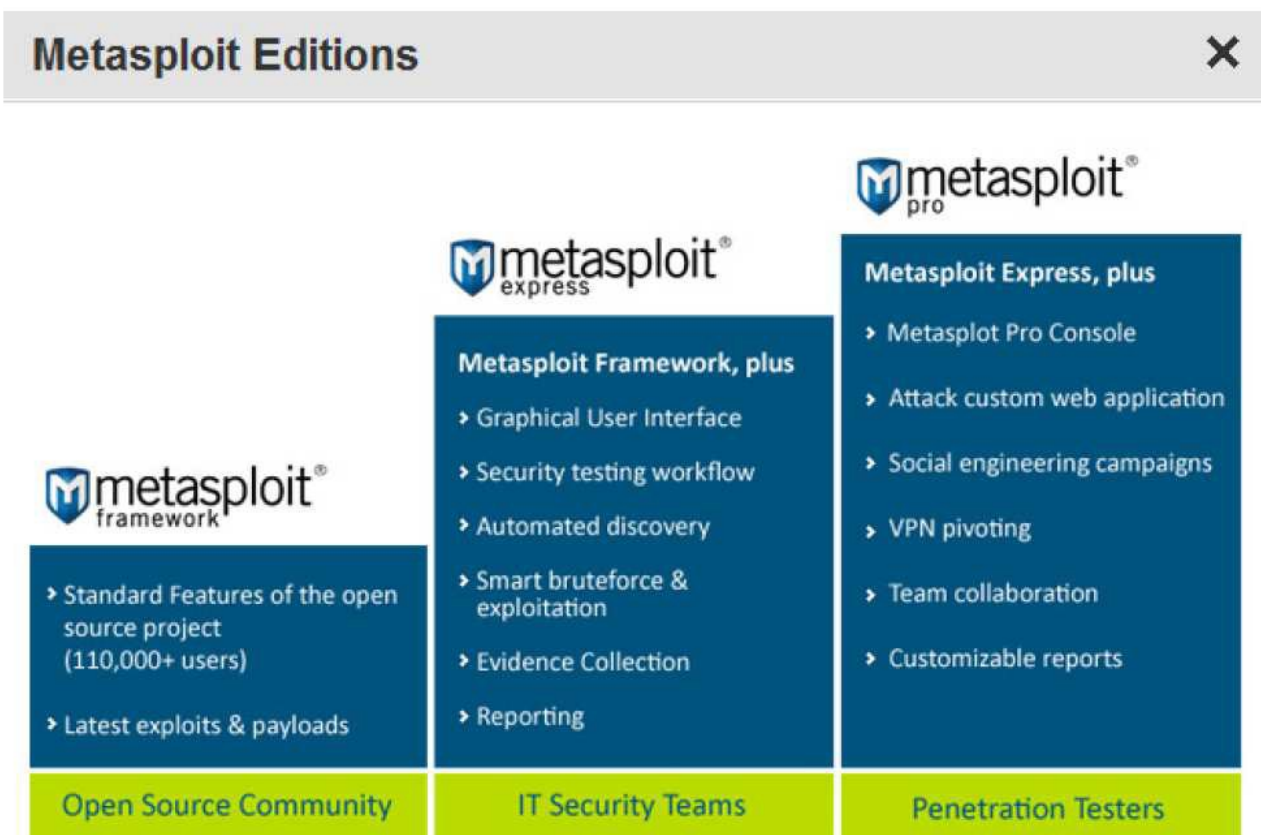 Metasploit Editions
metasploit®
framework
Standard Features of the open
source project
(110,000+ users)
Latest exploits & payloads
Open Source Community
metasploit®
express
Metasploit Framework, plus
Graphical User Interface
Security testing workflow
Automated discovery
Smart bruteforce &
exploitation
Evidence Collection
Reporting
IT Security Teams
metasploit®
pro
Metasploit Express, plus
Metasplot Pro Console
Attack custom web application
Social engineering campaigns
VPN pivoting
Team collaboration
Customizable reports
Penetration Testers